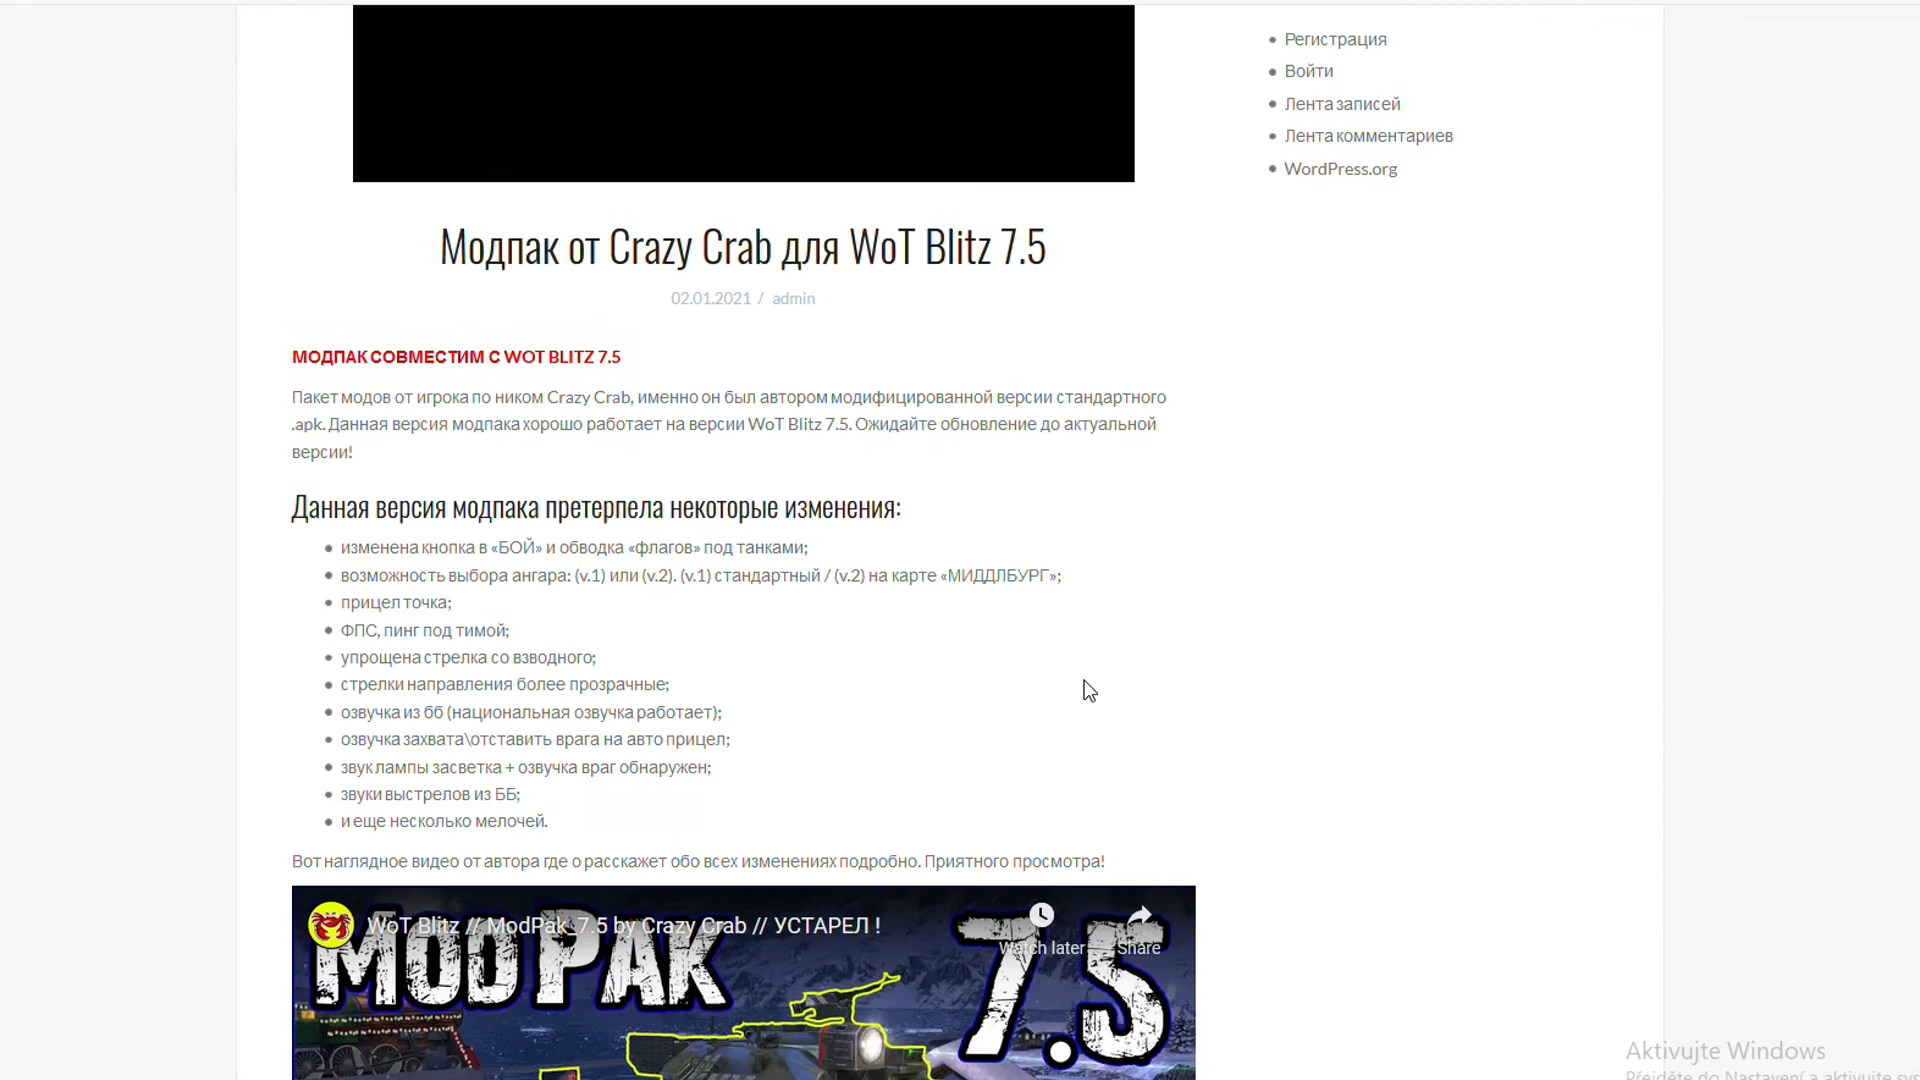 Регистрация
Войти
Лента записей
Лента комментариев
WordPress.org
Модпак от Crazy Crab для WoT Blitz 7.5
02.01.2021 / admin
МОДПАК СОВМЕСТИМ С WOT BLITZ 7.5
Пакет модов от игрока по ником Crazy Crab, именно он был автором модифицированной версии стандартного
.apk. Данная версия модпака хорошо работает на версии WoT Blitz 7.5. Ожидайте обновление до актуальной
версии!
Данная версия модпака претерпела некоторые изменения:
изменена кнопка в «БОЙ» и обводка «флагов» под танками;
возможность выбора ангара: (v.1) или (v.2). (v.1) стандартный / (v.2) на карте «МИДДЛБУРГ»;
прицел точка;
ФПС, пинг под тимой;
упрощена стрелка со взводного;
стрелки направления более прозрачные;
озвучка из бб (национальная озвучка работает);
озвучка захвата\отставить врага на авто прицел;
звук лампы засветка + озвучка враг обнаружен;
звуки выстрелов из ББ;
и еще несколько мелочей.
Вот наглядное видео от автора где о расскажет обо всех изменениях подробно. Приятного просмотра!
WoT Blitz // ModPak_7.5 by Crazy Crab // УСТАРЕЛ !
Watch later
Share
MODPAK 7.5
Aktivujte Windows
Přejděte do Nastavení a aktivujte sys